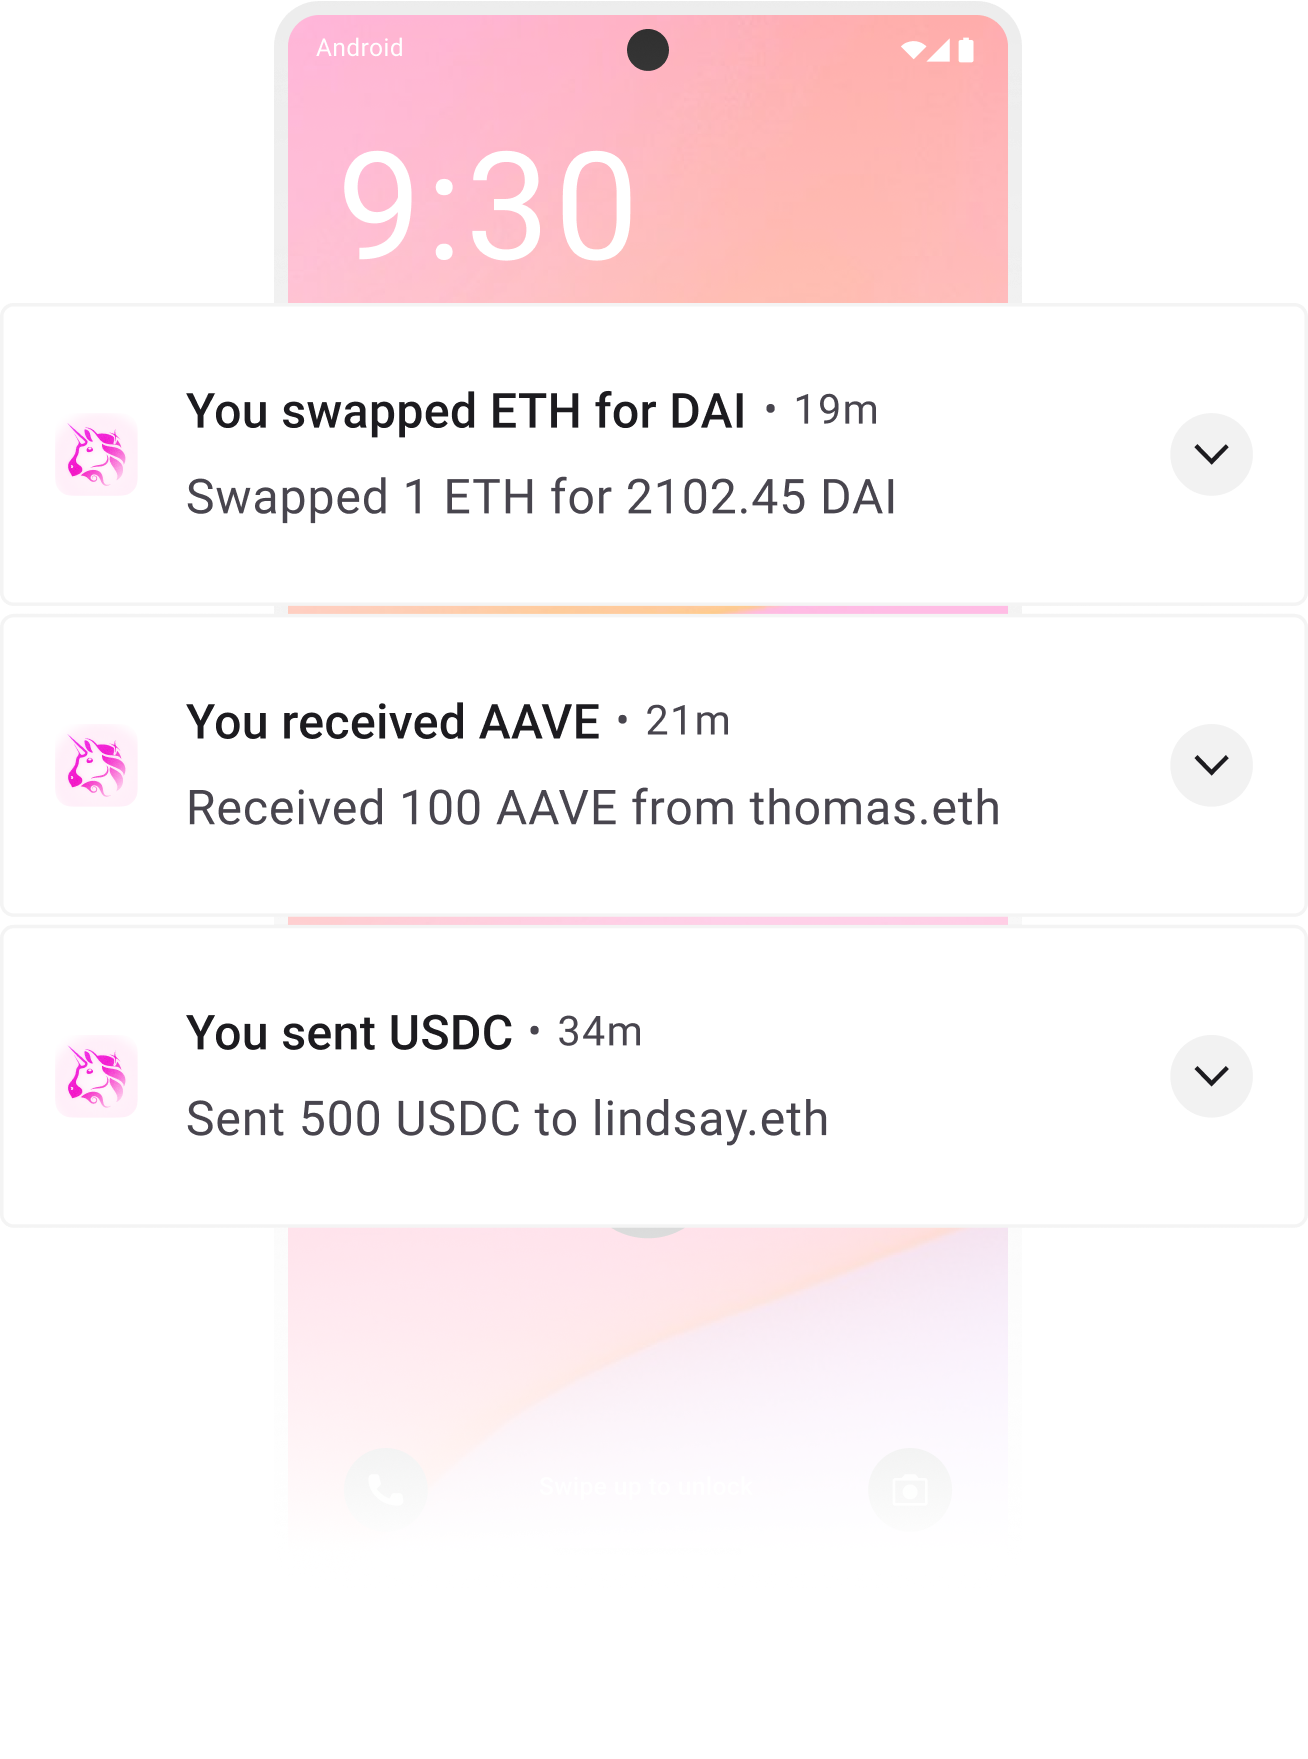 Android
9:30
You swapped ETH for DAI • 19m
Swapped 1 ETH for 2102.45 DAI
You received AAVE • 21m
Received 100 AAVE from thomas.eth
You sent USDC • 34m
Sent 500 USDC to lindsay.eth
Swipe up to unlock